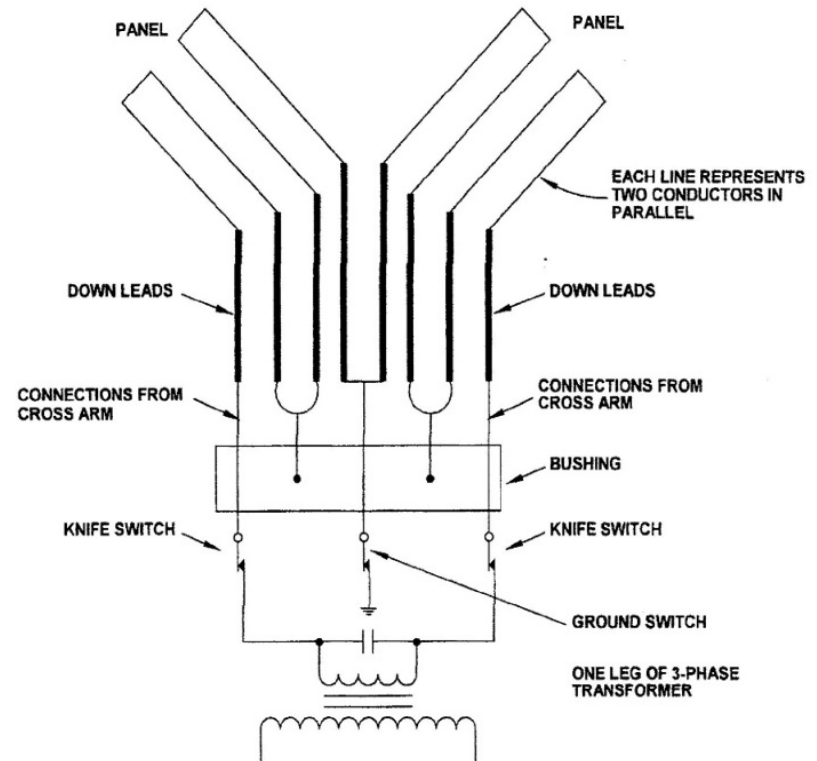 PANEL
PANEL
EACH LINE REPRESENTS
TWO CONDUCTORS IN
PARALLEL
DOWN LEADS
DOWN LEADS
CONNECTIONS FROM
CROSS ARM
CONNECTIONS FROM
CROSS ARM
BUSHING
KNIFE SWITCH
KNIFE SWITCH
GROUND SWITCH
ONE LEG OF 3-PHASE
TRANSFORMER